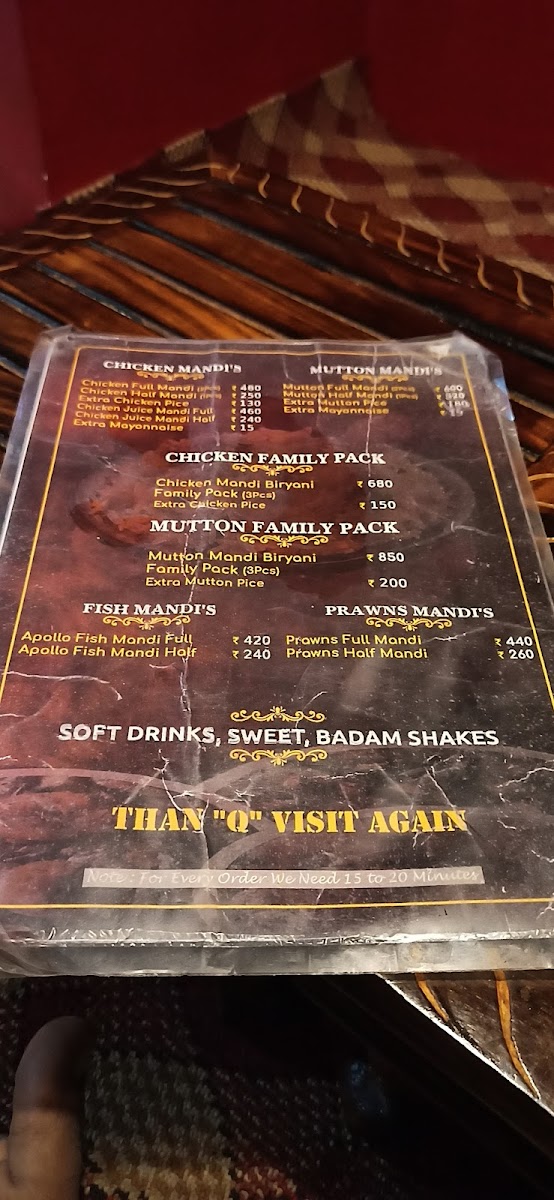 CHICKEN MANDI'S
Chicken Full Mandi ₹ 480
Chicken Half Mandi ₹ 250
Extra Chicken Pice ₹ 130
Chicken Juice Mandi Full ₹ 460
Chicken Juice Mandi Half ₹ 240
Extra Mayonnaise ₹ 15
MUTTON MANDI'S
Mutton Full Mandi ₹ 600
Mutton Half Mandi ₹ 320
Extra Mutton Pice ₹ 180
Extra Mayonnaise ₹ 15
CHICKEN FAMILY PACK
Chicken Mandi Biryani ₹ 680
Family Pack (3Pcs)
Extra Chicken Pice ₹ 150
MUTTON FAMILY PACK
Mutton Mandi Biryani ₹ 850
Family Pack (3Pcs)
Extra Mutton Pice ₹ 200
FISH MANDI'S
Apollo Fish Mandi Full ₹ 420
Apollo Fish Mandi Half ₹ 240
PRAWNS MANDI'S
Prawns Full Mandi ₹ 440
Prawns Half Mandi ₹ 260
SOFT DRINKS, SWEET, BADAM SHAKES
THAN "Q" VISIT AGAIN
Note : For Every Order We Need 15 to 20 Minutes